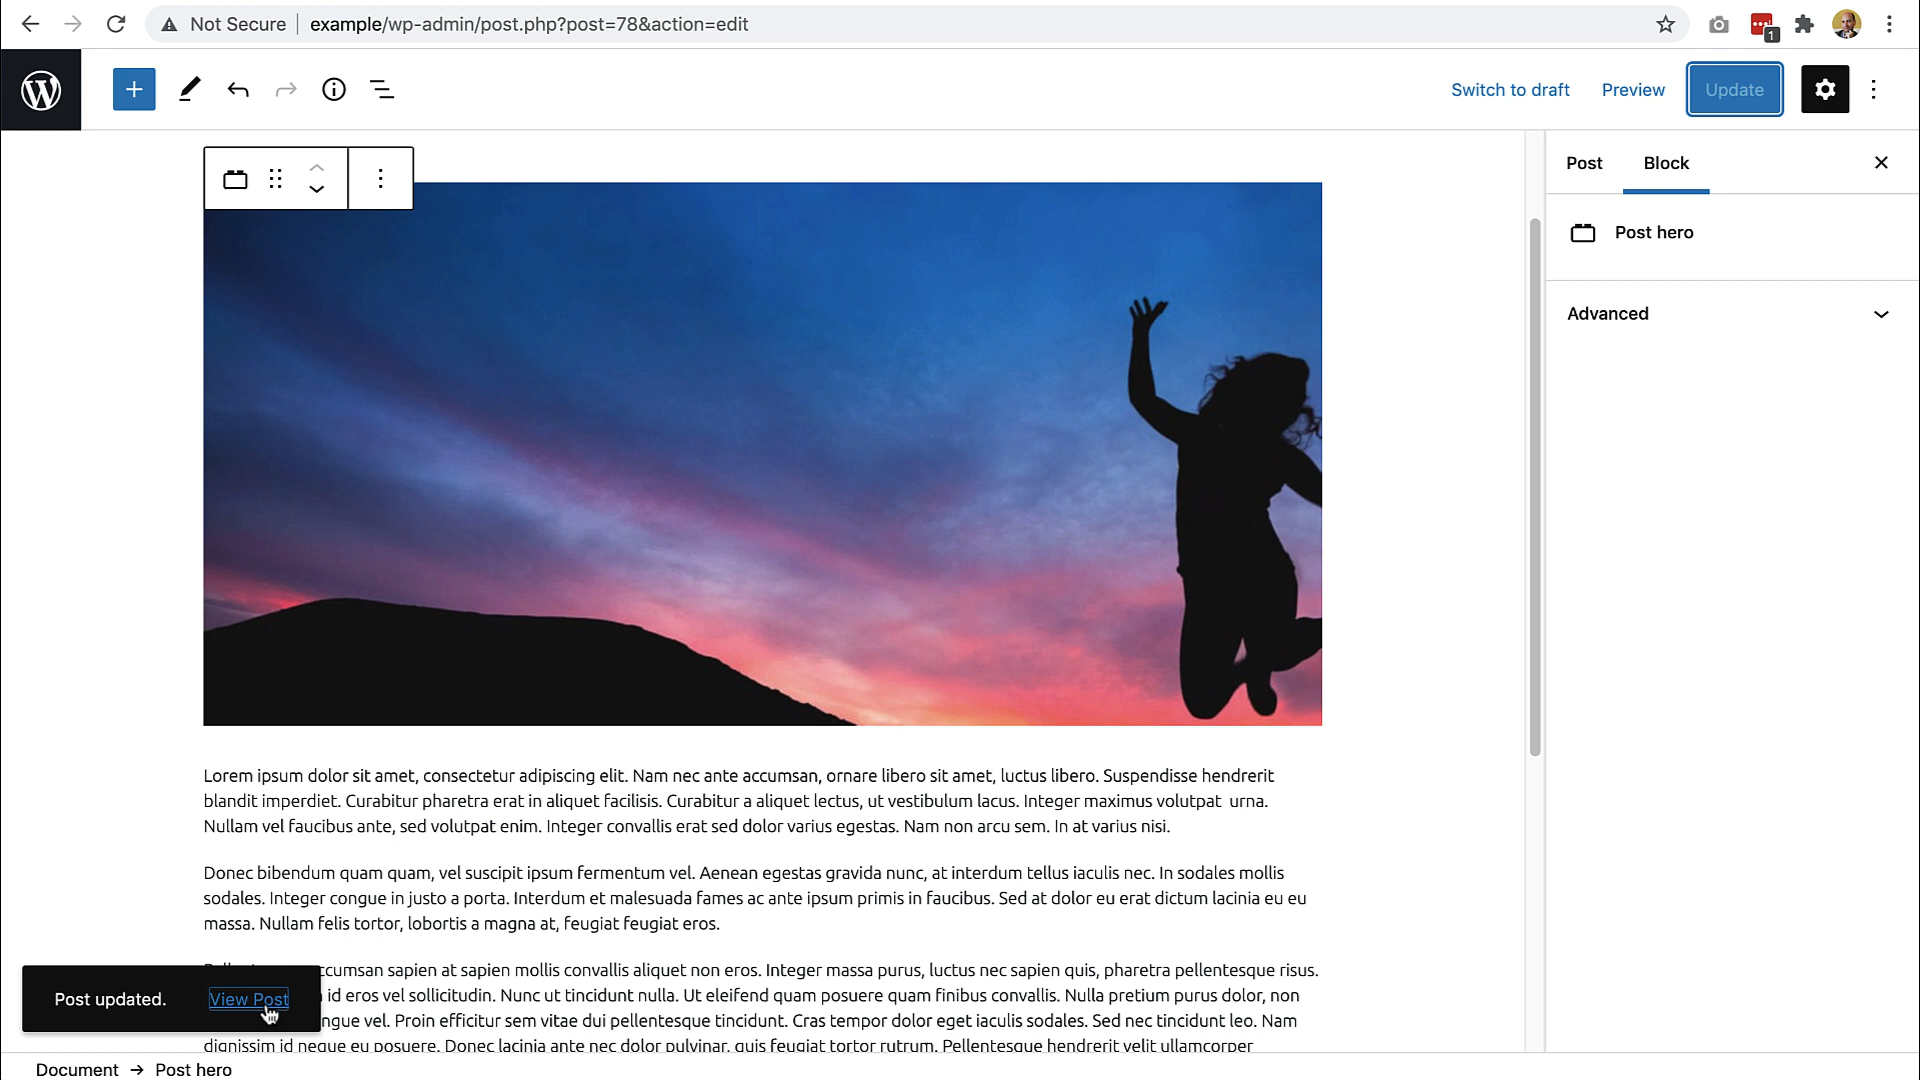 Not Secure example/wp-admin/post.php?post=78&action=edit
1
Switch to draft Preview Update
Post Block
Post hero
Advanced
Lorem ipsum dolor sit amet, consectetur adipiscing elit. Nam nec ante accumsan, ornare libero sit amet, luctus libero. Suspendisse hendrerit
blandit imperdiet. Curabitur pharetra erat in aliquet facilisis. Curabitur a aliquet lectus, ut vestibulum lacus. Integer maximus volutpat urna.
Nullam vel faucibus ante, sed volutpat enim. Integer convallis erat sed dolor varius egestas. Nam non arcu sem. In at varius nisi.
Donec bibendum quam quam, vel suscipit ipsum fermentum vel. Aenean egestas gravida nunc, at interdum tellus iaculis nec. In sodales mollis
sodales. Integer congue in justo a porta. Interdum et malesuada fames ac ante ipsum primis in faucibus. Sed at dolor eu erat dictum lacinia eu eu
massa. Nullam felis tortor, lobortis a magna at, feugiat feugiat eros.
ccumsan sapien at sapien mollis convallis aliquet non eros. Integer massa purus, luctus nec sapien quis, pharetra pellentesque risus.
id eros vel sollicitudin. Nunc ut tincidunt nulla. Ut eleifend quam posuere quam finibus convallis. Nulla pretium purus dolor, non
ngue vel. Proin efficitur sem vitae dui pellentesque tincidunt. Cras tempor dolor eget iaculis sodales. Sed nec tincidunt leo. Nam
dignissim id neque eu posuere. Donec lacinia ante nec dolor pulvinar, quis feugiat tortor rutrum. Pellentesque hendrerit velit ullamcorper
Post updated. View Post
Document → Post hero